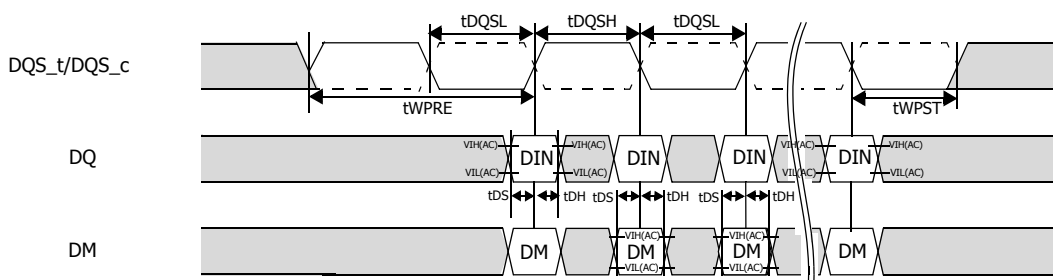 tDQSL tDQSH tDQSL
DQS_t/DQS_c
tWPRE tWPST
VIH(AC) VIH(AC) VIH(AC) VIH(AC)
DQ DIN DIN DIN DIN
VIL(AC) VIL(AC) VIL(AC) VIL(AC)
tDS tDH tDS tDH tDS tDH
VIH(AC) VIH(AC)
DM DM DM DM DM
VIL(AC) VIL(AC)